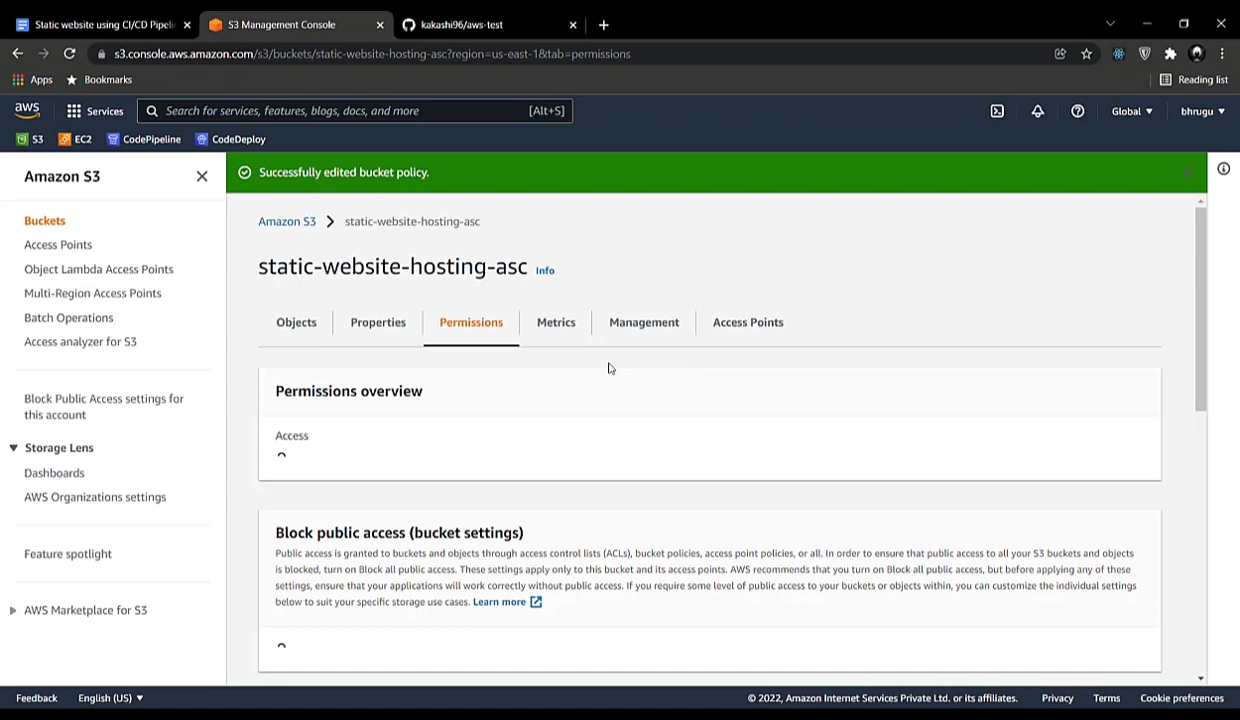 Static website using CI/CD Pipeli
S3 Management Console
kakashi96/aws-test
s3.console.aws.amazon.com/s3/buckets/static-website-hosting-asc?region=us-east-1&tab=permissions
Apps
Bookmarks
Reading list
aws
Services
Search for services, features, blogs, docs, and more
[Alt+S]
Global
bhrugu
S3
EC2
CodePipeline
CodeDeploy
Amazon S3
Buckets
Access Points
Object Lambda Access Points
Multi-Region Access Points
Batch Operations
Access analyzer for S3
Block Public Access settings for
this account
Storage Lens
Dashboards
AWS Organizations settings
Feature spotlight
AWS Marketplace for S3
Successfully edited bucket policy.
Amazon S3
static-website-hosting-asc
static-website-hosting-asc
Info
Objects
Properties
Permissions
Metrics
Management
Access Points
Permissions overview
Access
Block public access (bucket settings)
Public access is granted to buckets and objects through access control lists (ACLs), bucket policies, access point policies, or all. In order to ensure that public access to all your S3 buckets and objects
is blocked, turn on Block all public access. These settings apply only to this bucket and its access points. AWS recommends that you turn on Block all public access, but before applying any of these
settings, ensure that your applications will work correctly without public access. If you require some level of public access to your buckets or objects within, you can customize the individual settings
below to suit your specific storage use cases. Learn more
Feedback
English (US)
© 2022, Amazon Internet Services Private Ltd. or its affiliates.
Privacy
Terms
Cookie preferences